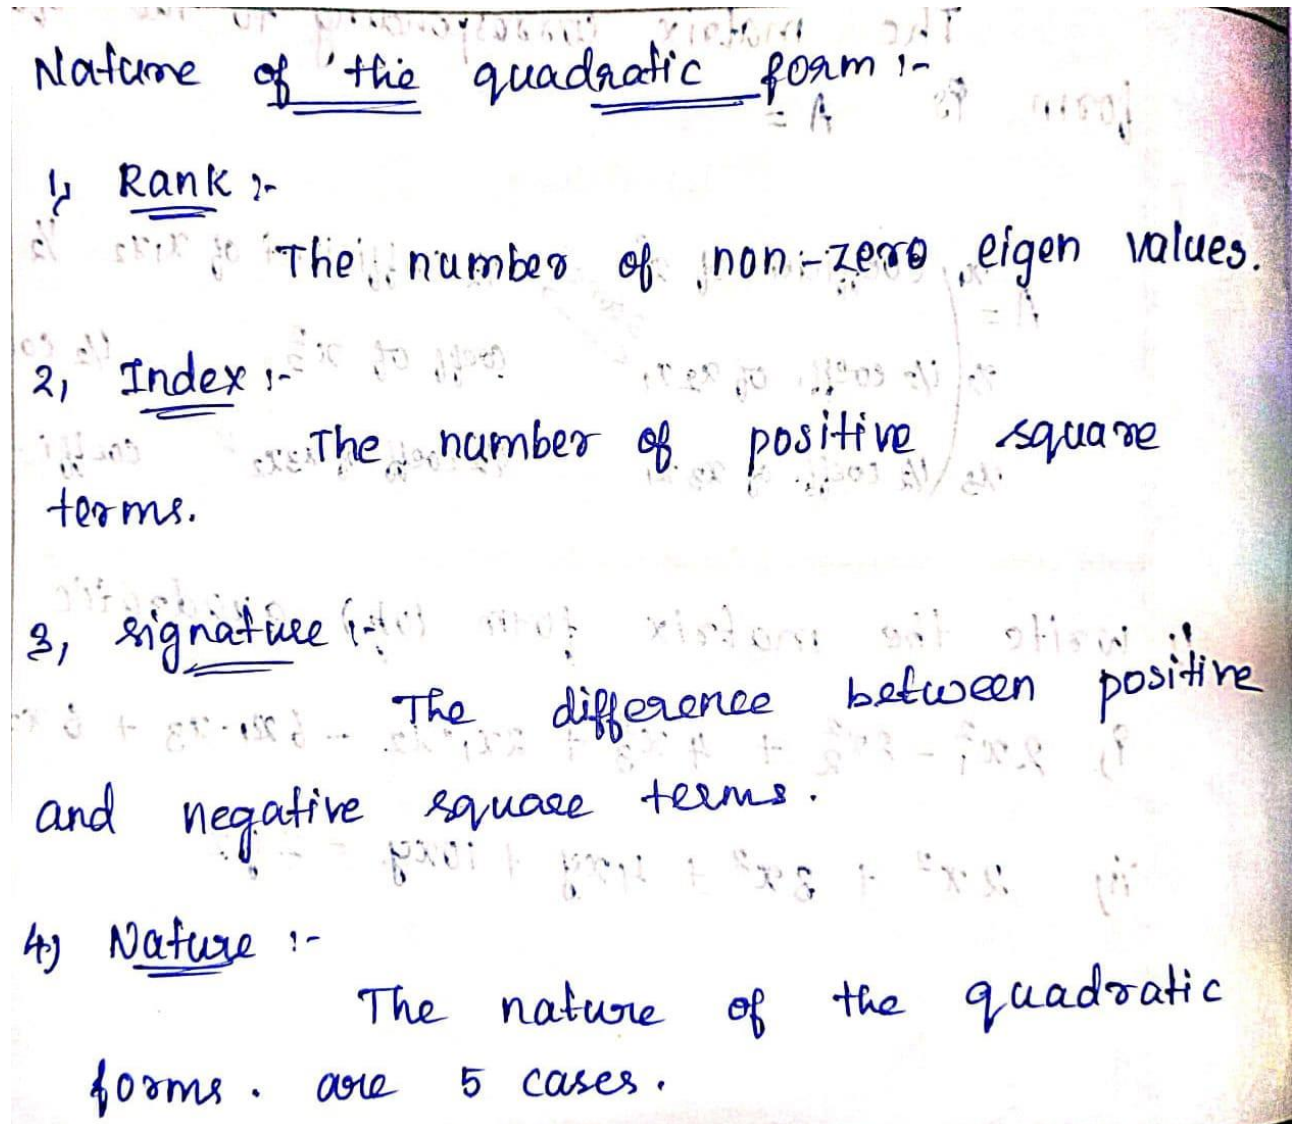 Nature of the quadratic form :-
1) Rank :-
The number of non-zero eigen values.
2, Index :-
The number of positive square
terms.
3, signature :-
The difference between positive
and negative square terms.
4) Nature :-
The nature of the quadratic
forms. are 5 cases.